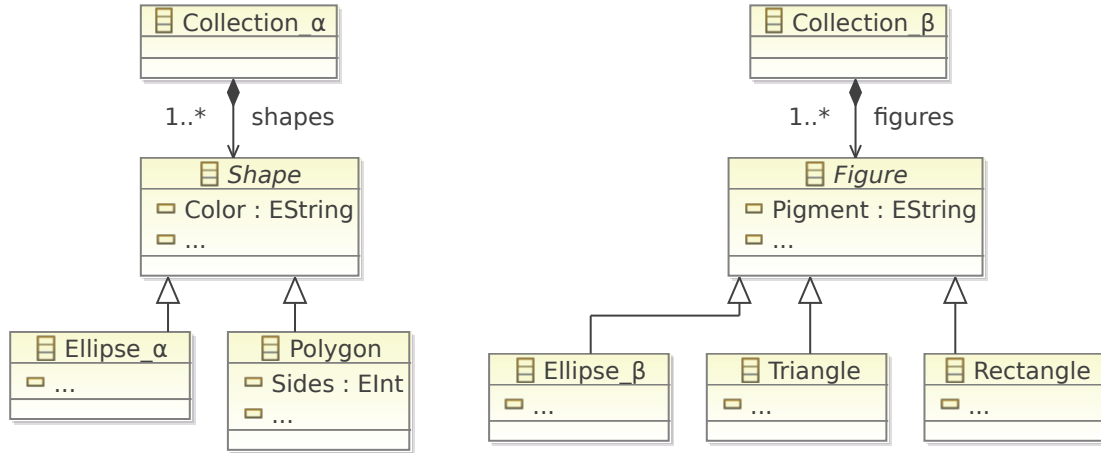 Collection_α
1..* shapes
Shape
Color : EString
...
Ellipse_α
...
Polygon
Sides : EInt
...
Collection_β
1..* figures
Figure
Pigment : EString
...
Ellipse_β
...
Triangle
...
Rectangle
...